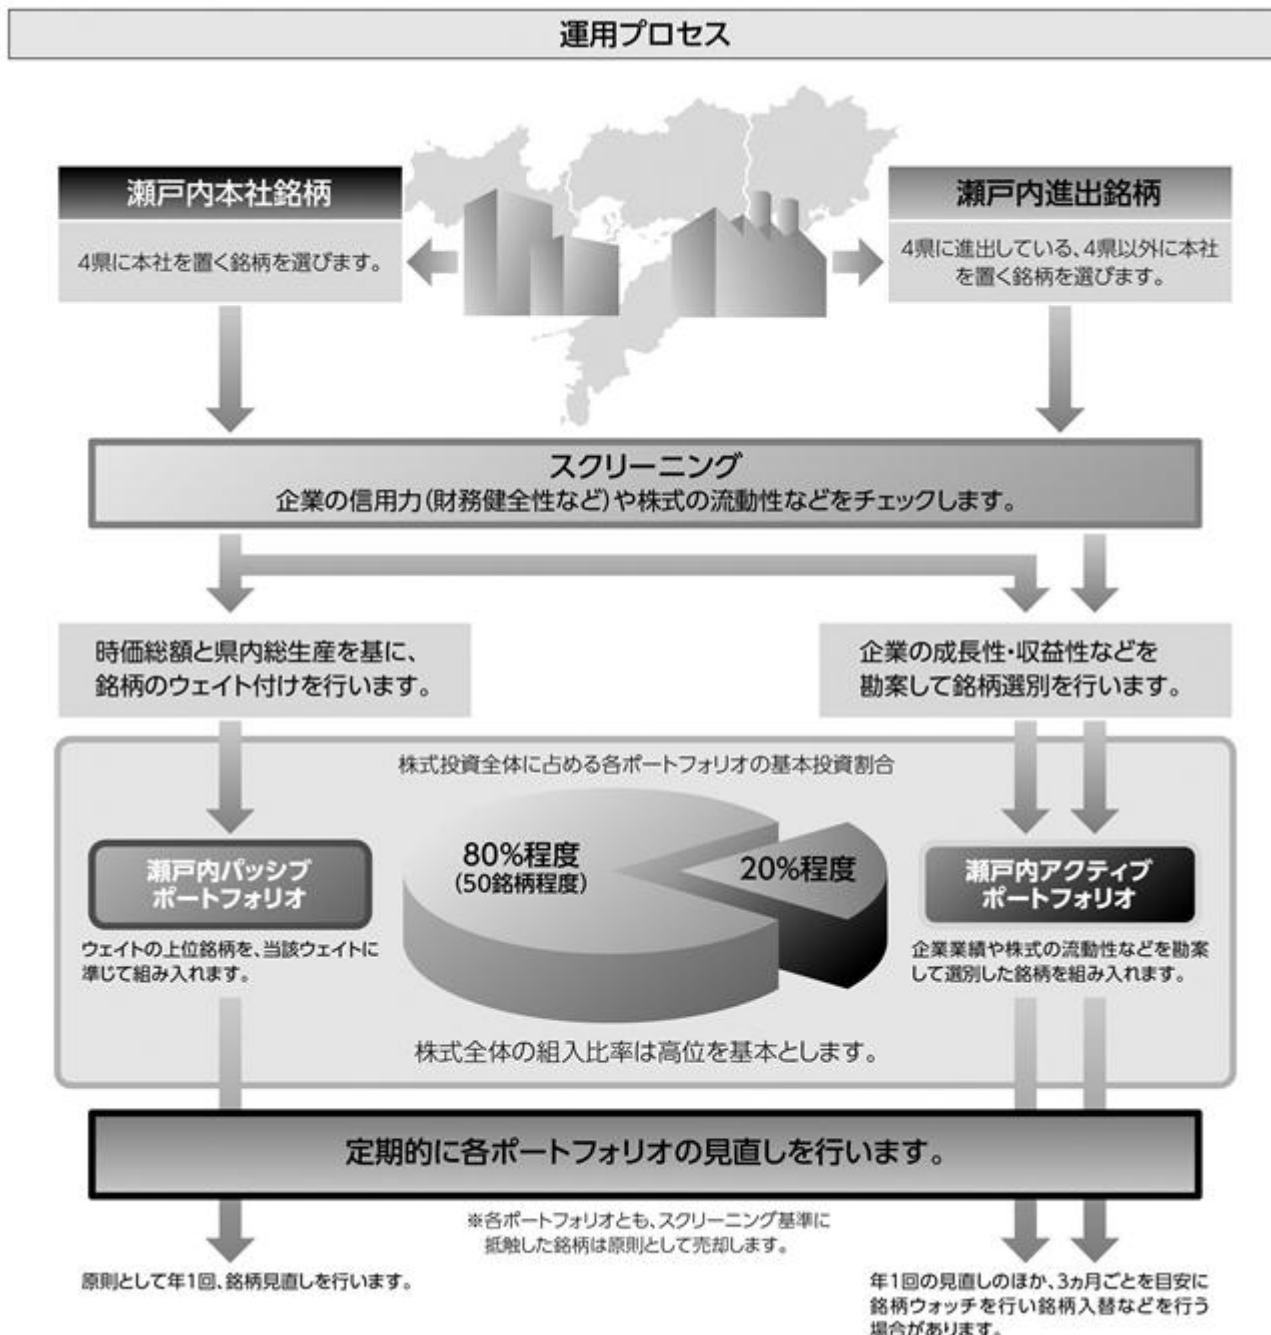 運用プロセス
瀬戸内本社銘柄
4県に本社を置く銘柄を選びます。
瀬戸内進出銘柄
4県に進出している、4県以外に本社
を置く銘柄を選びます。
スクリーニング
企業の信用力(財務健全性など)や株式の流動性などをチェックします。
時価総額と県内総生産を基に、
銘柄のウェイト付けを行います。
企業の成長性・収益性などを
勘案して銘柄選別を行います。
株式投資全体に占める各ポートフォリオの基本投資割合
瀬戸内パッシブ
ポートフォリオ
ウェイトの上位銘柄を、当該ウェイトに
準じて組み入れます。
80%程度
(50銘柄程度)
20%程度
瀬戸内アクティブ
ポートフォリオ
企業業績や株式の流動性などを勘案
して選別した銘柄を組み入れます。
株式全体の組入比率は高位を基本とします。
定期的に各ポートフォリオの見直しを行います。
※各ポートフォリオとも、スクリーニング基準に
抵触した銘柄は原則として売却します。
原則として年1回、銘柄見直しを行います。
年1回の見直しのほか、3ヵ月ごとを目安に
銘柄ウォッチを行い銘柄入替などを行う
場合があります。